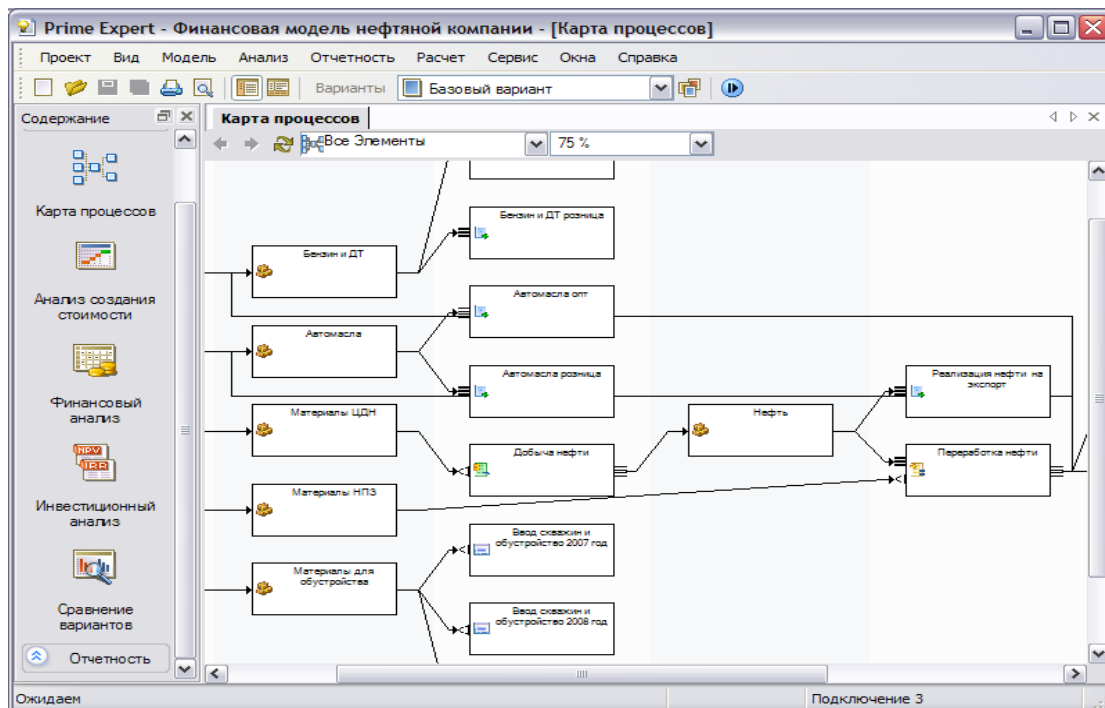 Prime Expert - Финансовая модель нефтяной компании - [Карта процессов]
Проект Вид Модель Анализ Отчетность Расчет Сервис Окна Справка
Варианты Базовый вариант
Содержание
Карта процессов
Анализ создания
стоимости
Финансовый
анализ
NPV
IRR
Инвестиционный
анализ
Сравнение
вариантов
Отчетность
Карта процессов
Все Элементы 75 %
Бензин и ДТ розница
Бензин и ДТ
Автомасла опт
Автомасла
Автомасла розница
Реализация нефти на
экспорт
Материалы ЦДН
Нефть
Добыча нефти
Переработка нефти
Материалы НПЗ
Ввод скважин и
обустройство 2007 год
Материалы для
обустройства
Ввод скважин и
обустройство 2008 год
Ожидаем Подключение 3